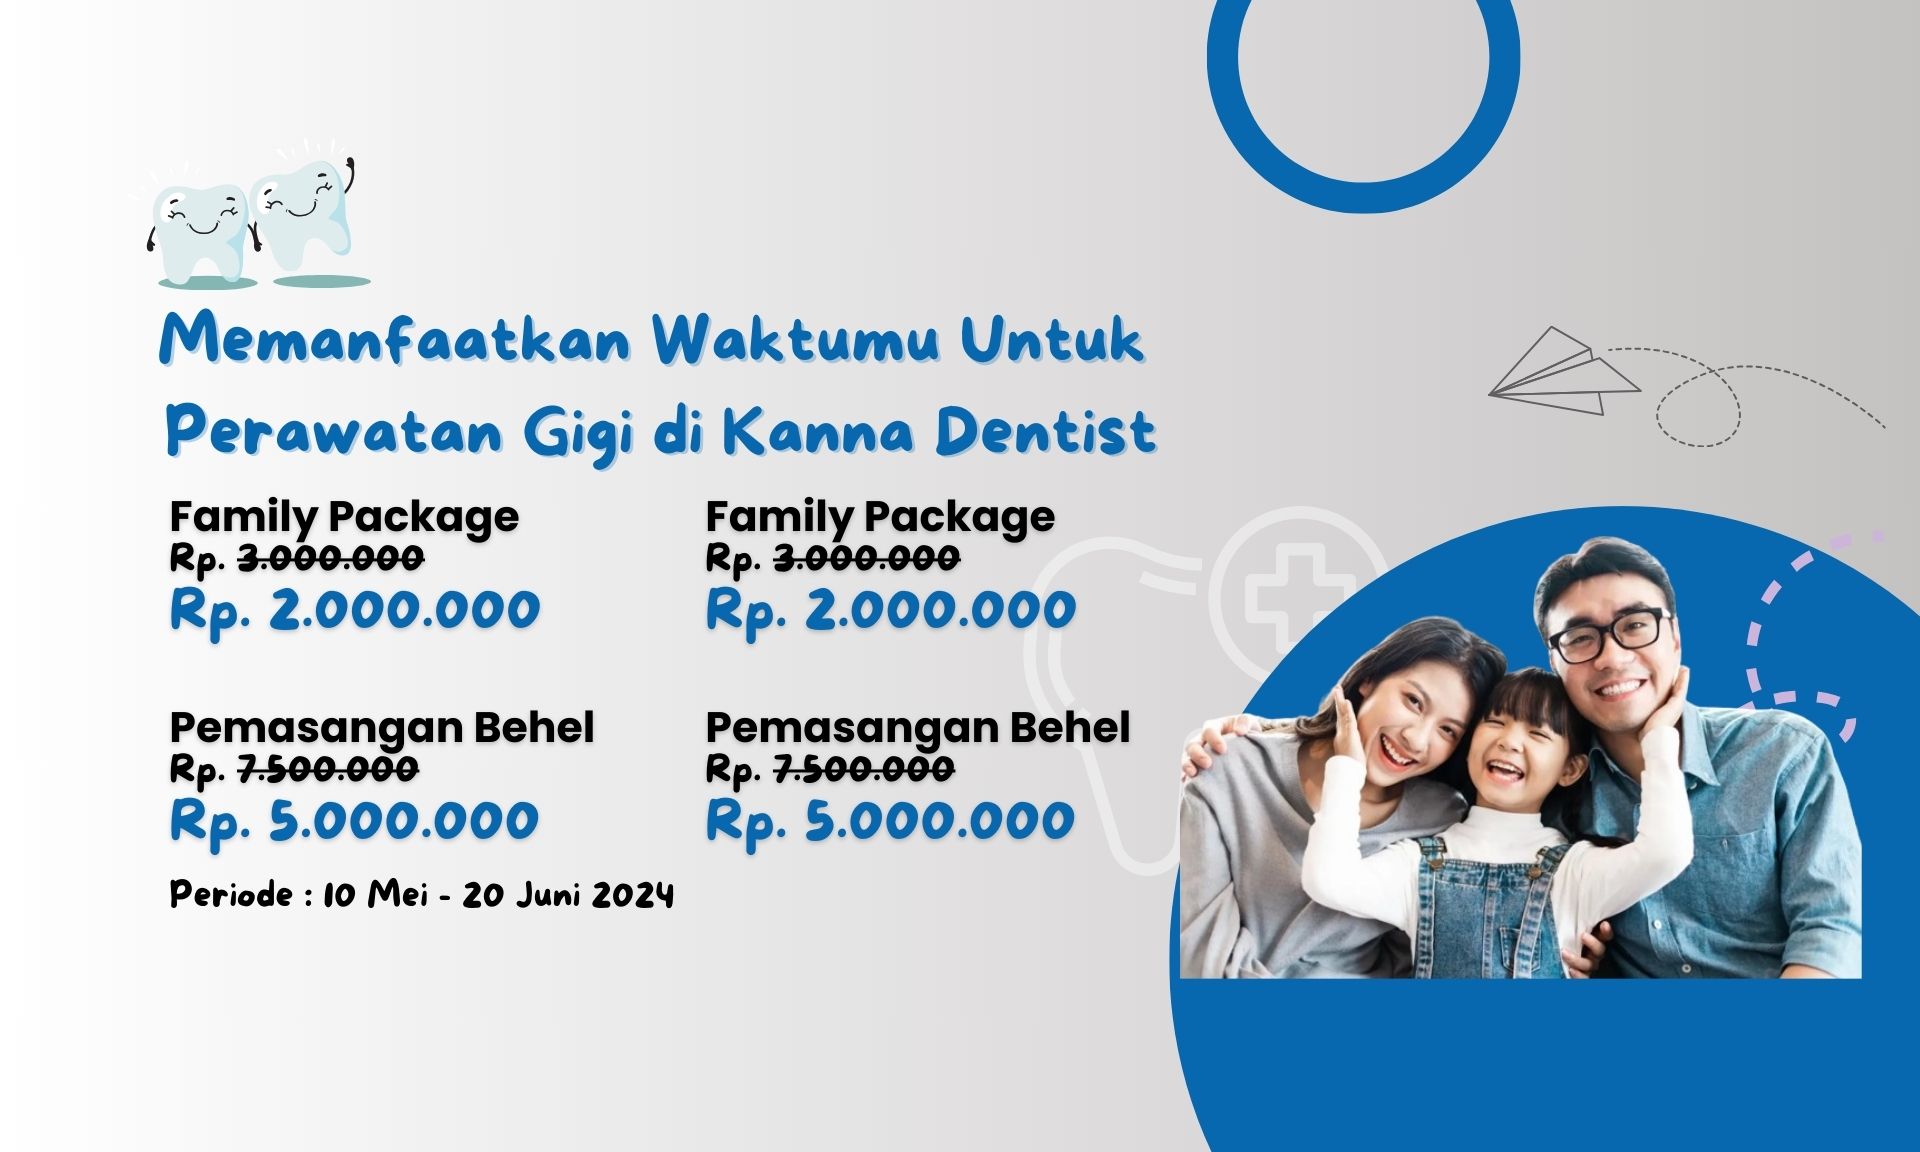 Memanfaatkan Waktumu Untuk
Perawatan Gigi di Kanna Dentist
Family Package
Rp. 3.000.000
Rp. 2.000.000
Family Package
Rp. 3.000.000
Rp. 2.000.000
Pemasangan Behel
Rp. 7.500.000
Rp. 5.000.000
Pemasangan Behel
Rp. 7.500.000
Rp. 5.000.000
Periode : 10 Mei - 20 Juni 2024